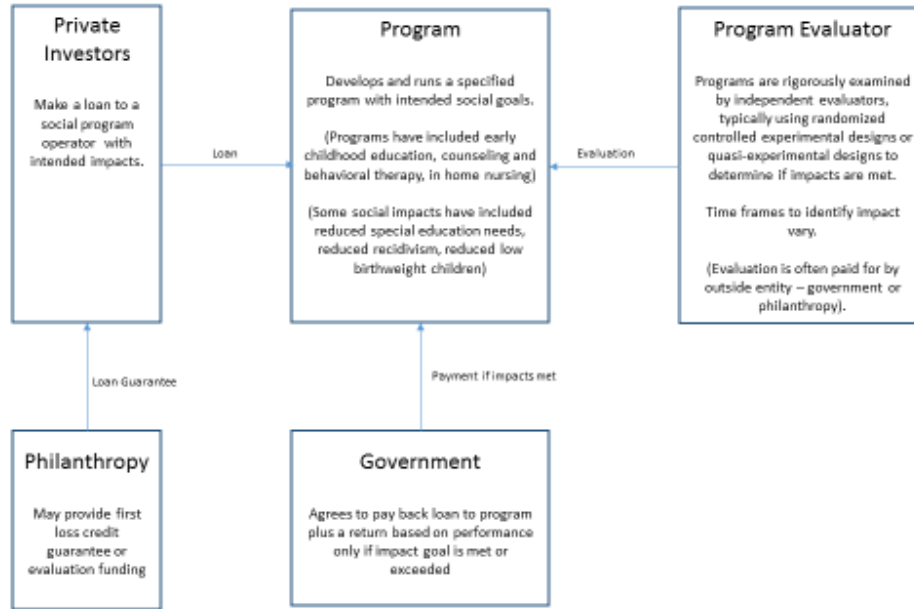 Private
Investors
Make a loan to a
social program
operator with
intended impacts.
Loan
Program
Develops and runs a specified
program with intended social goals.
(Programs have included early
childhood education, counseling and
behavioral therapy, in home nursing)
(Some social impacts have included
reduced special education needs,
reduced recidivism, reduced low
birthweight children)
Evaluation
Program Evaluator
Programs are rigorously examined
by independent evaluators,
typically using randomized
controlled experimental designs or
quasi-experimental designs to
determine if impacts are met.
Time frames to identify impact
vary.
(Evaluation is often paid for by
outside entity – government or
philanthropy).
Loan Guarantee
Payment if impacts met
Philanthropy
May provide first
loss credit
guarantee or
evaluation funding
Government
Agrees to pay back loan to program
plus a return based on performance
only if impact goal is met or
exceeded